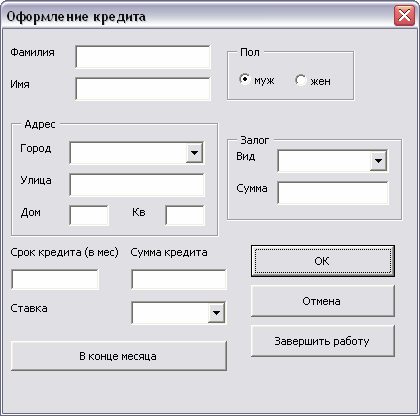 Оформление кредита
Фамилия
Имя
Пол
муж
жен
Адрес
Город
Улица
Дом
Кв
Залог
Вид
Сумма
Срок кредита (в мес)
Сумма кредита
Ставка
В конце месяца
OK
Отмена
Завершить работу